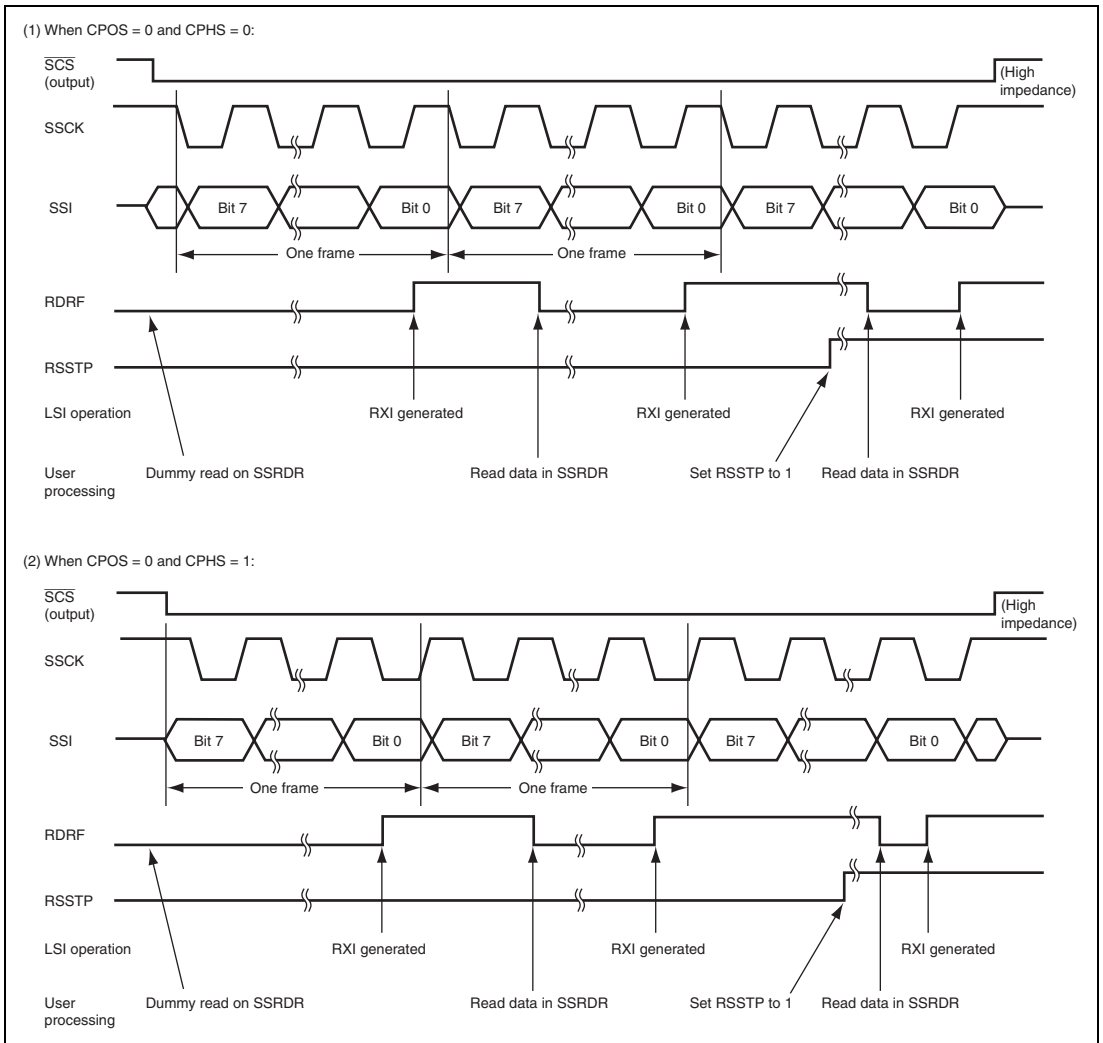 (1) When CPOS = 0 and CPHS = 0:
SCS
(output)
(High
impedance)
SSCK
SSI
Bit 7
Bit 0
Bit 7
Bit 0
Bit 7
Bit 0
One frame
One frame
RDRF
RSSTP
LSI operation
RXI generated
RXI generated
RXI generated
User
processing
Dummy read on SSRDR
Read data in SSRDR
Set RSSTP to 1
Read data in SSRDR
(2) When CPOS = 0 and CPHS = 1:
SCS
(output)
(High
impedance)
SSCK
SSI
Bit 7
Bit 0
Bit 7
Bit 0
Bit 7
Bit 0
One frame
One frame
RDRF
RSSTP
LSI operation
RXI generated
RXI generated
RXI generated
User
processing
Dummy read on SSRDR
Read data in SSRDR
Set RSSTP to 1
Read data in SSRDR